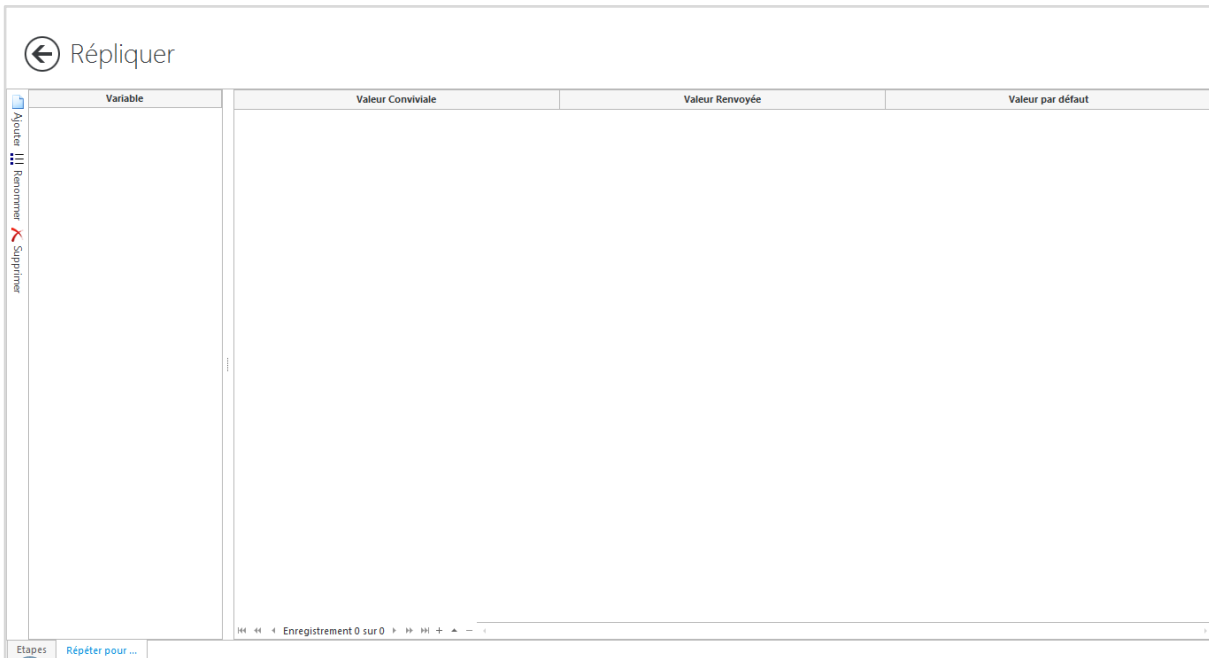 Répliquer
Variable
Valeur Conviviale
Valeur Renvoyée
Valeur par défaut
Ajouter
Renommer
Supprimer
Enregistrement 0 sur 0
Etapes
Répéter pour ...